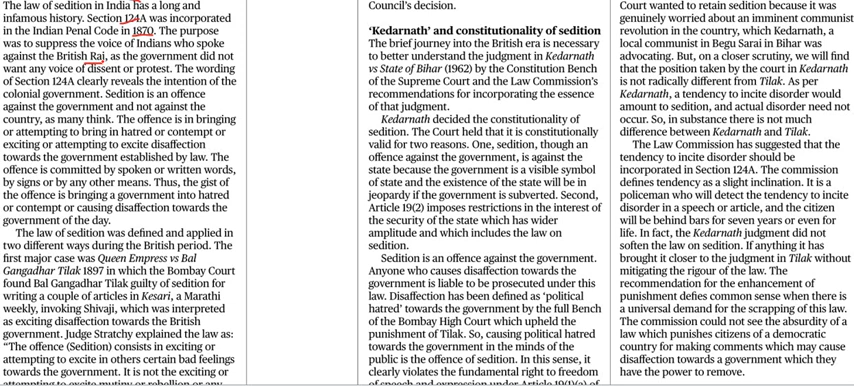 The law of sedition in India has a long and
infamous history. Section 124A was incorporated
in the Indian Penal Code in 1870. The purpose
was to suppress the voice of Indians who spoke
against the British Raj, as the government did not
want any voice of dissent or protest. The wording
of Section 124A clearly reveals the intention of the
colonial government. Sedition is an offence
against the government and not against the
country, as many think. The offence is in bringing
or attempting to bring in hatred or contempt or
exciting or attempting to excite disaffection
towards the government established by law. The
offence is committed by spoken or written words,
by signs or by any other means. Thus, the gist of
the offence is bringing a government into hatred
or contempt or causing disaffection towards the
government of the day.
The law of sedition was defined and applied in
two different ways during the British period. The
first major case was Queen Empress vs Bal
Gangadhar Tilak 1897 in which the Bombay Court
found Bal Gangadhar Tilak guilty of sedition for
writing a couple of articles in Kesari, a Marathi
weekly, invoking Shivaji, which was interpreted
as exciting disaffection towards the British
government. Judge Stratchy explained the law as:
“The offence (Sedition) consists in exciting or
attempting to excite in others certain bad feelings
towards the government. It is not the exciting or
attempting to excite mutiny or rebellion or any
Council’s decision.
‘Kedarnath’ and constitutionality of sedition
The brief journey into the British era is necessary
to better understand the judgment in Kedarnath
vs State of Bihar (1962) by the Constitution Bench
of the Supreme Court and the Law Commission’s
recommendations for incorporating the essence
of that judgment.
Kedarnath decided the constitutionality of
sedition. The Court held that it is constitutionally
valid for two reasons. One, sedition, though an
offence against the government, is against the
state because the government is a visible symbol
of state and the existence of the state will be in
jeopardy if the government is subverted. Second,
Article 19(2) imposes restrictions in the interest of
the security of the state which has wider
amplitude and which includes the law on
sedition.
Sedition is an offence against the government.
Anyone who causes disaffection towards the
government is liable to be prosecuted under this
law. Disaffection has been defined as ‘political
hatred’ towards the government by the full Bench
of the Bombay High Court which upheld the
punishment of Tilak. So, causing political hatred
towards the government in the minds of the
public is the offence of sedition. In this sense, it
clearly violates the fundamental right to freedom
of speech and expression under Article 19(1)(a) of
Court wanted to retain sedition because it was
genuinely worried about an imminent communist
revolution in the country, which Kedarnath, a
local communist in Begu Sarai in Bihar was
advocating. But, on a closer scrutiny, we will find
that the position taken by the court in Kedarnath
is not radically different from Tilak. As per
Kedarnath, a tendency to incite disorder would
amount to sedition, and actual disorder need not
occur. So, in substance there is not much
difference between Kedarnath and Tilak.
The Law Commission has suggested that the
tendency to incite disorder should be
incorporated in Section 124A. The commission
defines tendency as a slight inclination. It is a
policeman who will detect the tendency to incite
disorder in a speech or article, and the citizen
will be behind bars for seven years or even for
life. In fact, the Kedarnath judgment did not
soften the law on sedition. If anything it has
brought it closer to the judgment in Tilak without
mitigating the rigour of the law. The
recommendation for the enhancement of
punishment defies common sense when there is
a universal demand for the scrapping of this law.
The commission could not see the absurdity of a
law which punishes citizens of a democratic
country for making comments which may cause
disaffection towards a government which they
have the power to remove.